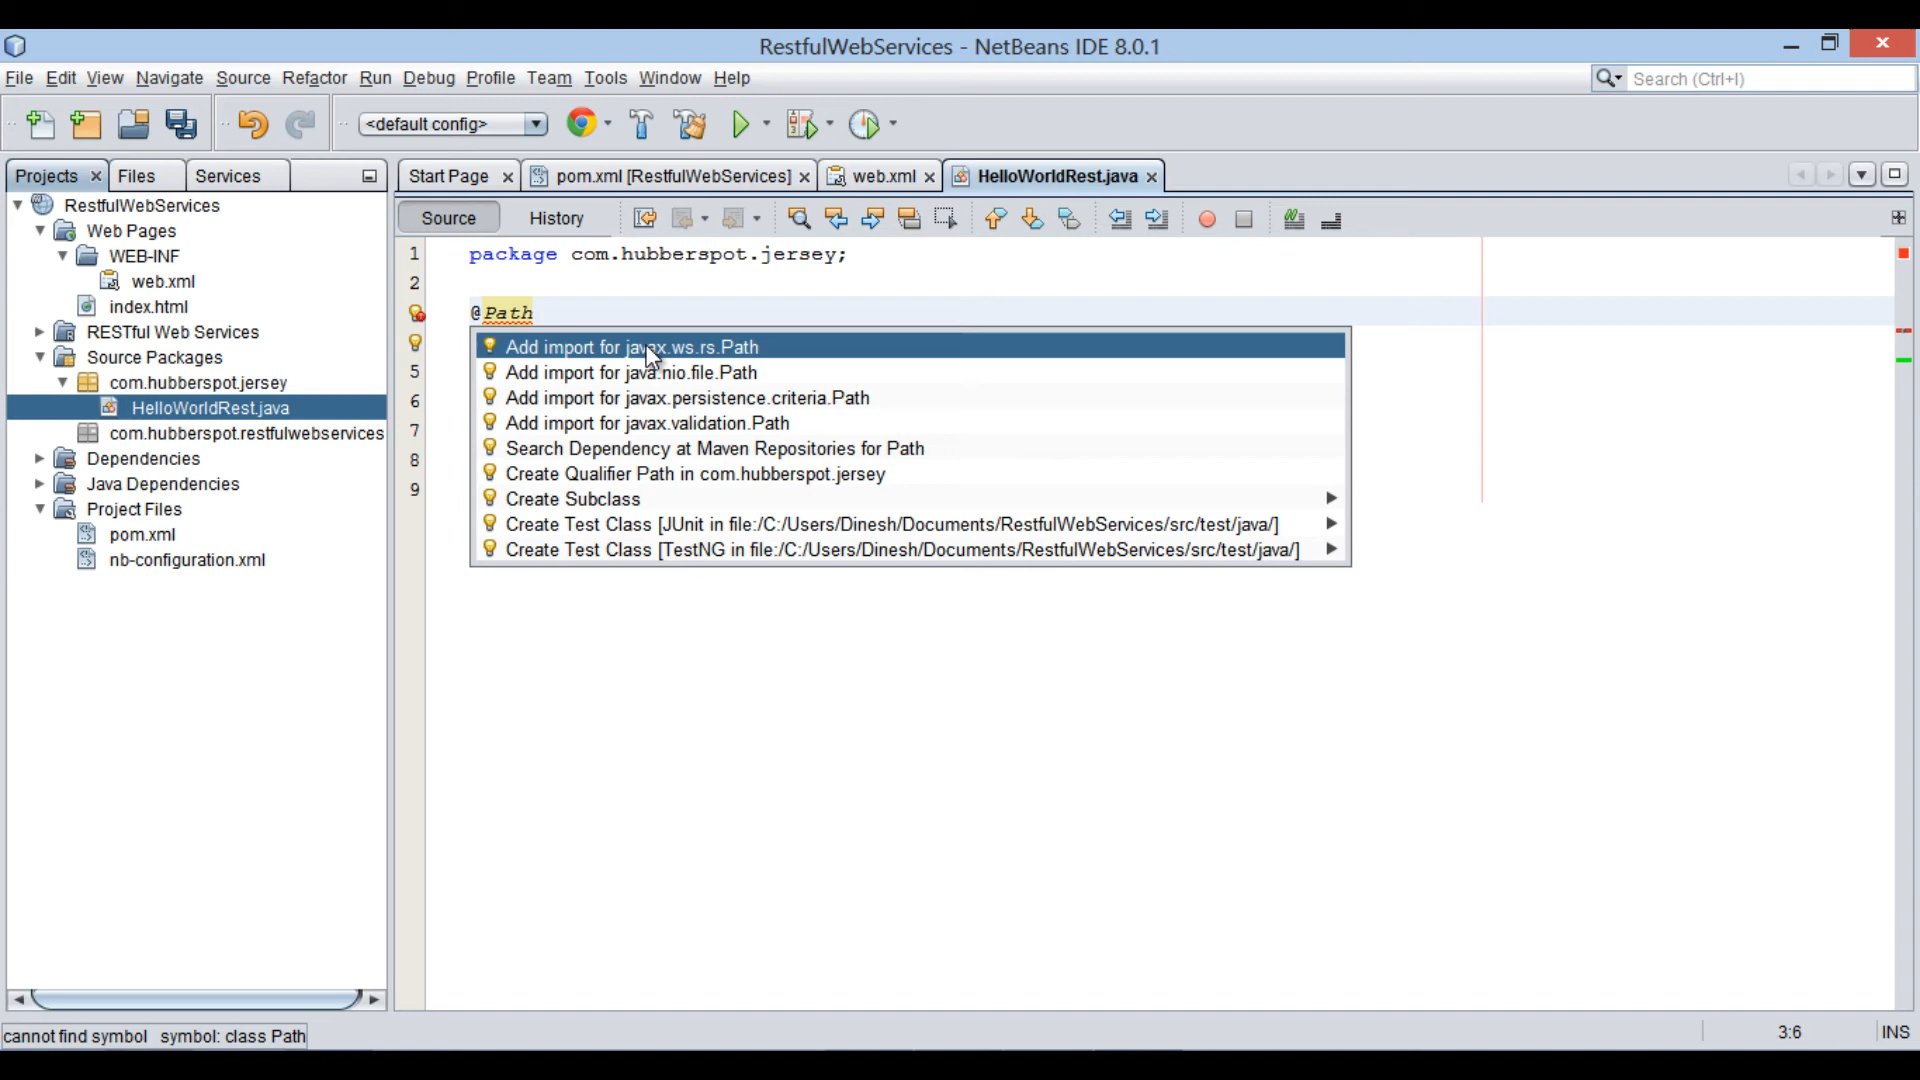 RestfulWebServices - NetBeans IDE 8.0.1
File Edit View Navigate Source Refactor Run Debug Profile Team Tools Window Help
Search (Ctrl+I)
<default config>
Projects Files Services
Start Page pom.xml [RestfulWebServices] web.xml HelloWorldRest.java
Source History
RestfulWebServices
Web Pages
WEB-INF
web.xml
index.html
RESTful Web Services
Source Packages
com.hubberspot.jersey
HelloWorldRest.java
com.hubberspot.restfulwebservices
Dependencies
Java Dependencies
Project Files
pom.xml
nb-configuration.xml
1 package com.hubberspot.jersey;
2
@Path
5
6
7
8
9
Add import for javax.ws.rs.Path
Add import for java.nio.file.Path
Add import for javax.persistence.criteria.Path
Add import for javax.validation.Path
Search Dependency at Maven Repositories for Path
Create Qualifier Path in com.hubberspot.jersey
Create Subclass
Create Test Class [JUnit in file:/C:/Users/Dinesh/Documents/RestfulWebServices/src/test/java/]
Create Test Class [TestNG in file:/C:/Users/Dinesh/Documents/RestfulWebServices/src/test/java/]
cannot find symbol symbol: class Path
3:6 INS